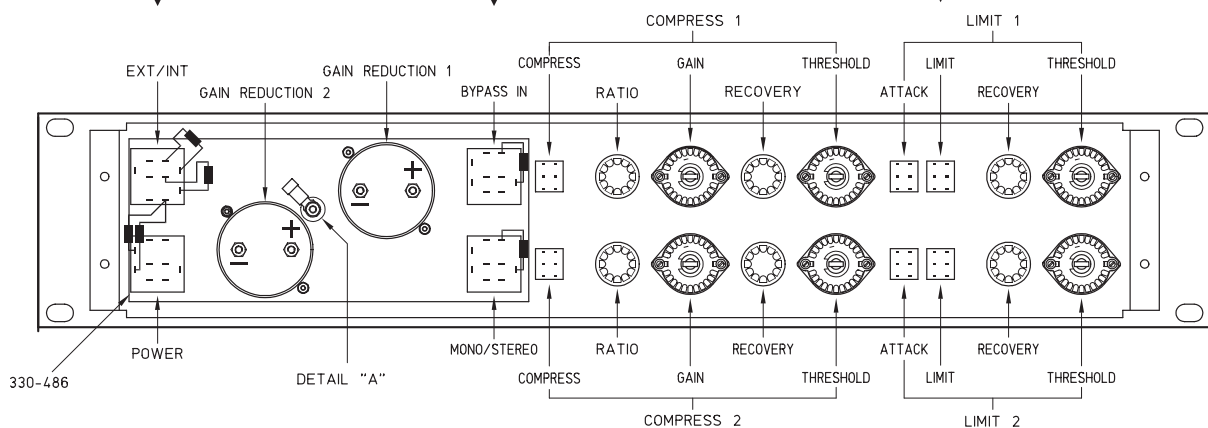 COMPRESS 1
LIMIT 1
EXT/INT
GAIN REDUCTION 1
GAIN REDUCTION 2
BYPASS IN
COMPRESS
RATIO
GAIN
RECOVERY
THRESHOLD
ATTACK
LIMIT
RECOVERY
THRESHOLD
+
−
+
−
330-486
POWER
DETAIL "A"
MONO/STEREO
COMPRESS
RATIO
GAIN
RECOVERY
THRESHOLD
ATTACK
LIMIT
RECOVERY
THRESHOLD
COMPRESS 2
LIMIT 2